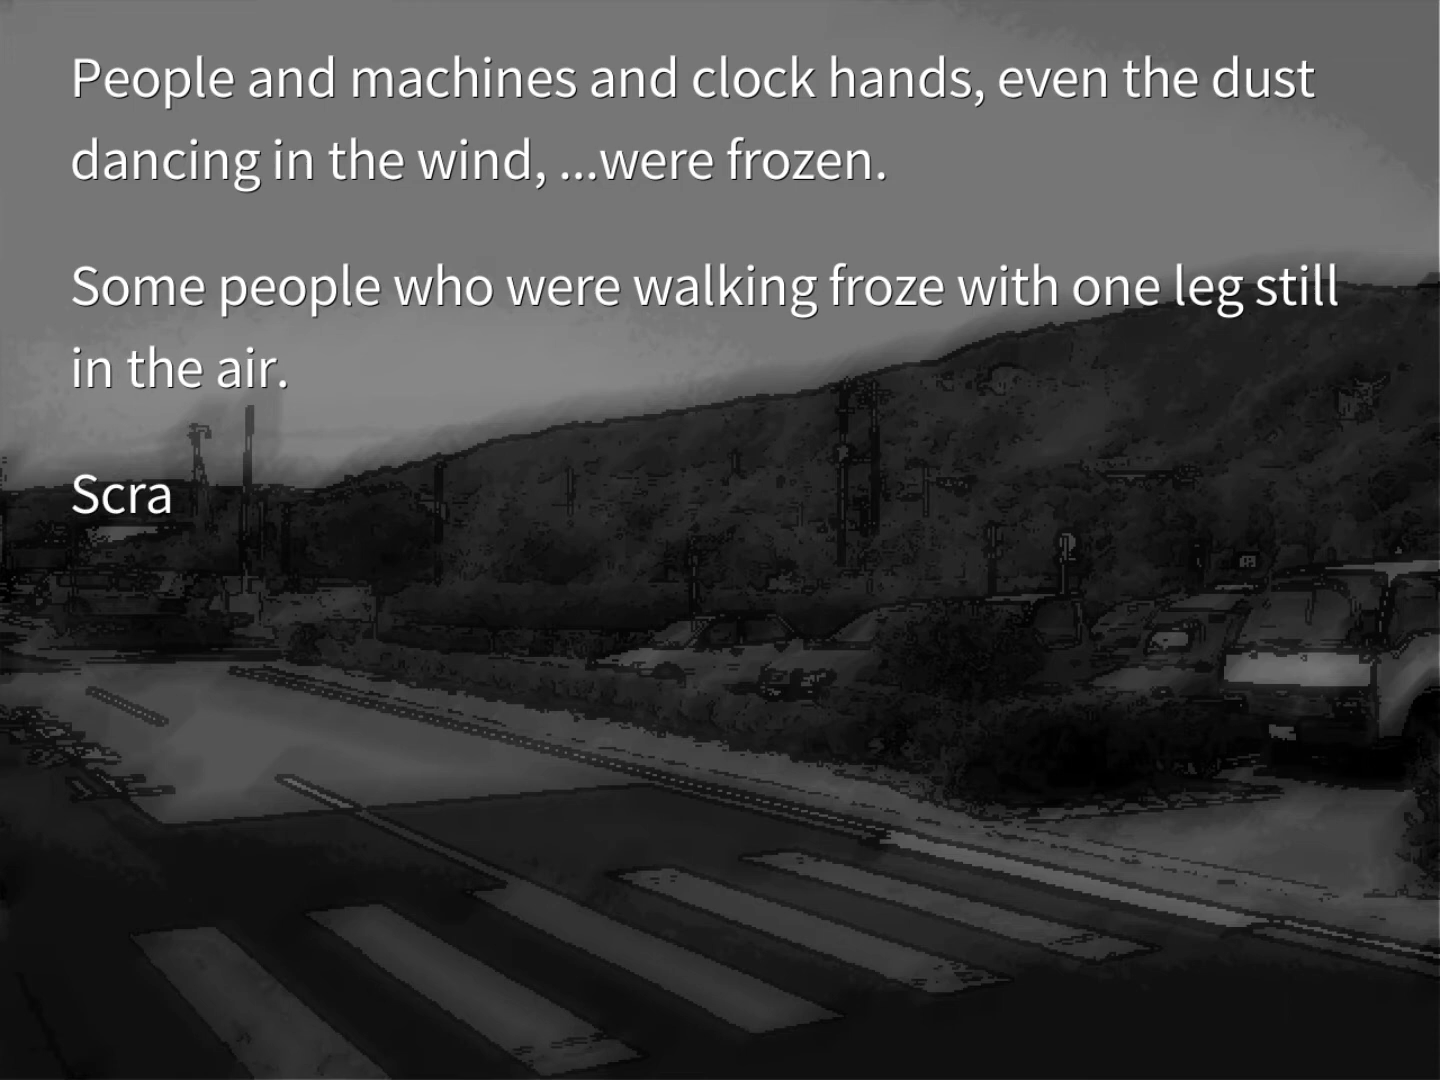 People and machines and clock hands, even the dust
dancing in the wind, ...were frozen.
Some people who were walking froze with one leg still
in the air.
Scra